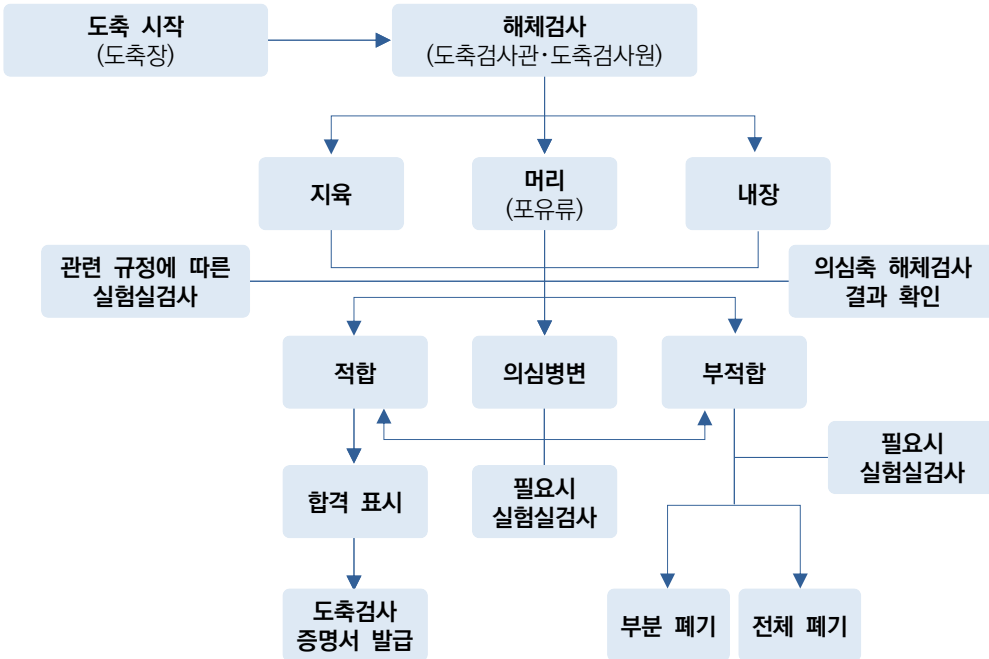 도축 시작
(도축장)
해체검사
(도축검사관·도축검사원)
지육
머리
(포유류)
내장
관련 규정에 따른
실험실검사
의심축 해체검사
결과 확인
적합
의심병변
부적합
필요시
실험실검사
합격 표시
필요시
실험실검사
도축검사
증명서 발급
부분 폐기
전체 폐기